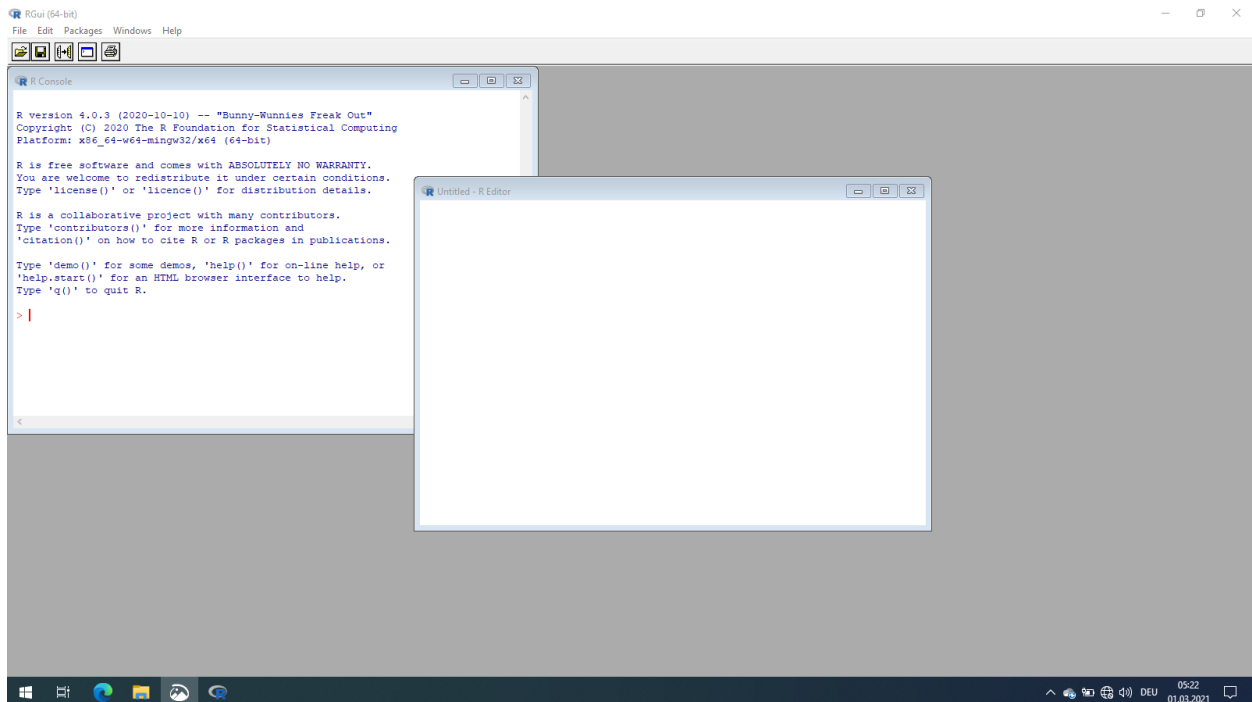 RGui (64-bit)
File Edit Packages Windows Help
R Console
R version 4.0.3 (2020-10-10) -- "Bunny-Wunnies Freak Out"
Copyright (C) 2020 The R Foundation for Statistical Computing
Platform: x86_64-w64-mingw32/x64 (64-bit)
R is free software and comes with ABSOLUTELY NO WARRANTY.
You are welcome to redistribute it under certain conditions.
Type 'license()' or 'licence()' for distribution details.
R is a collaborative project with many contributors.
Type 'contributors()' for more information and
'citation()' on how to cite R or R packages in publications.
Type 'demo()' for some demos, 'help()' for on-line help, or
'help.start()' for an HTML browser interface to help.
Type 'q()' to quit R.
>
Untitled - R Editor
DEU
05:22
01.03.2021